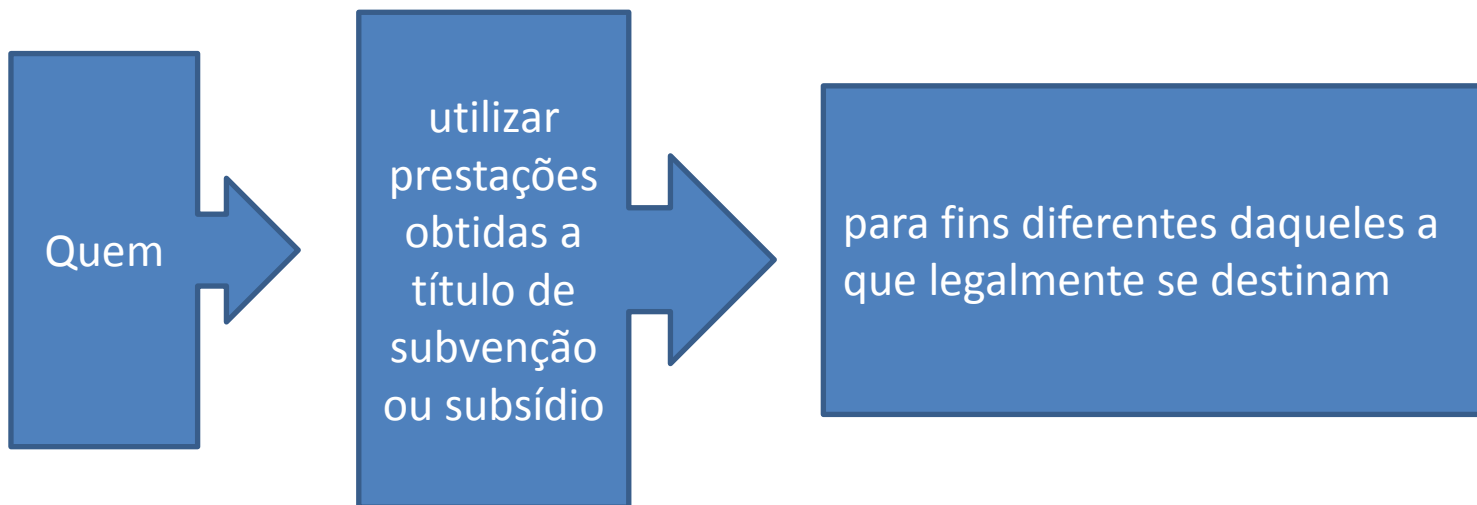 Quem
utilizar
prestações
obtidas a
título de
subvenção
ou subsídio
para fins diferentes daqueles a
que legalmente se destinam